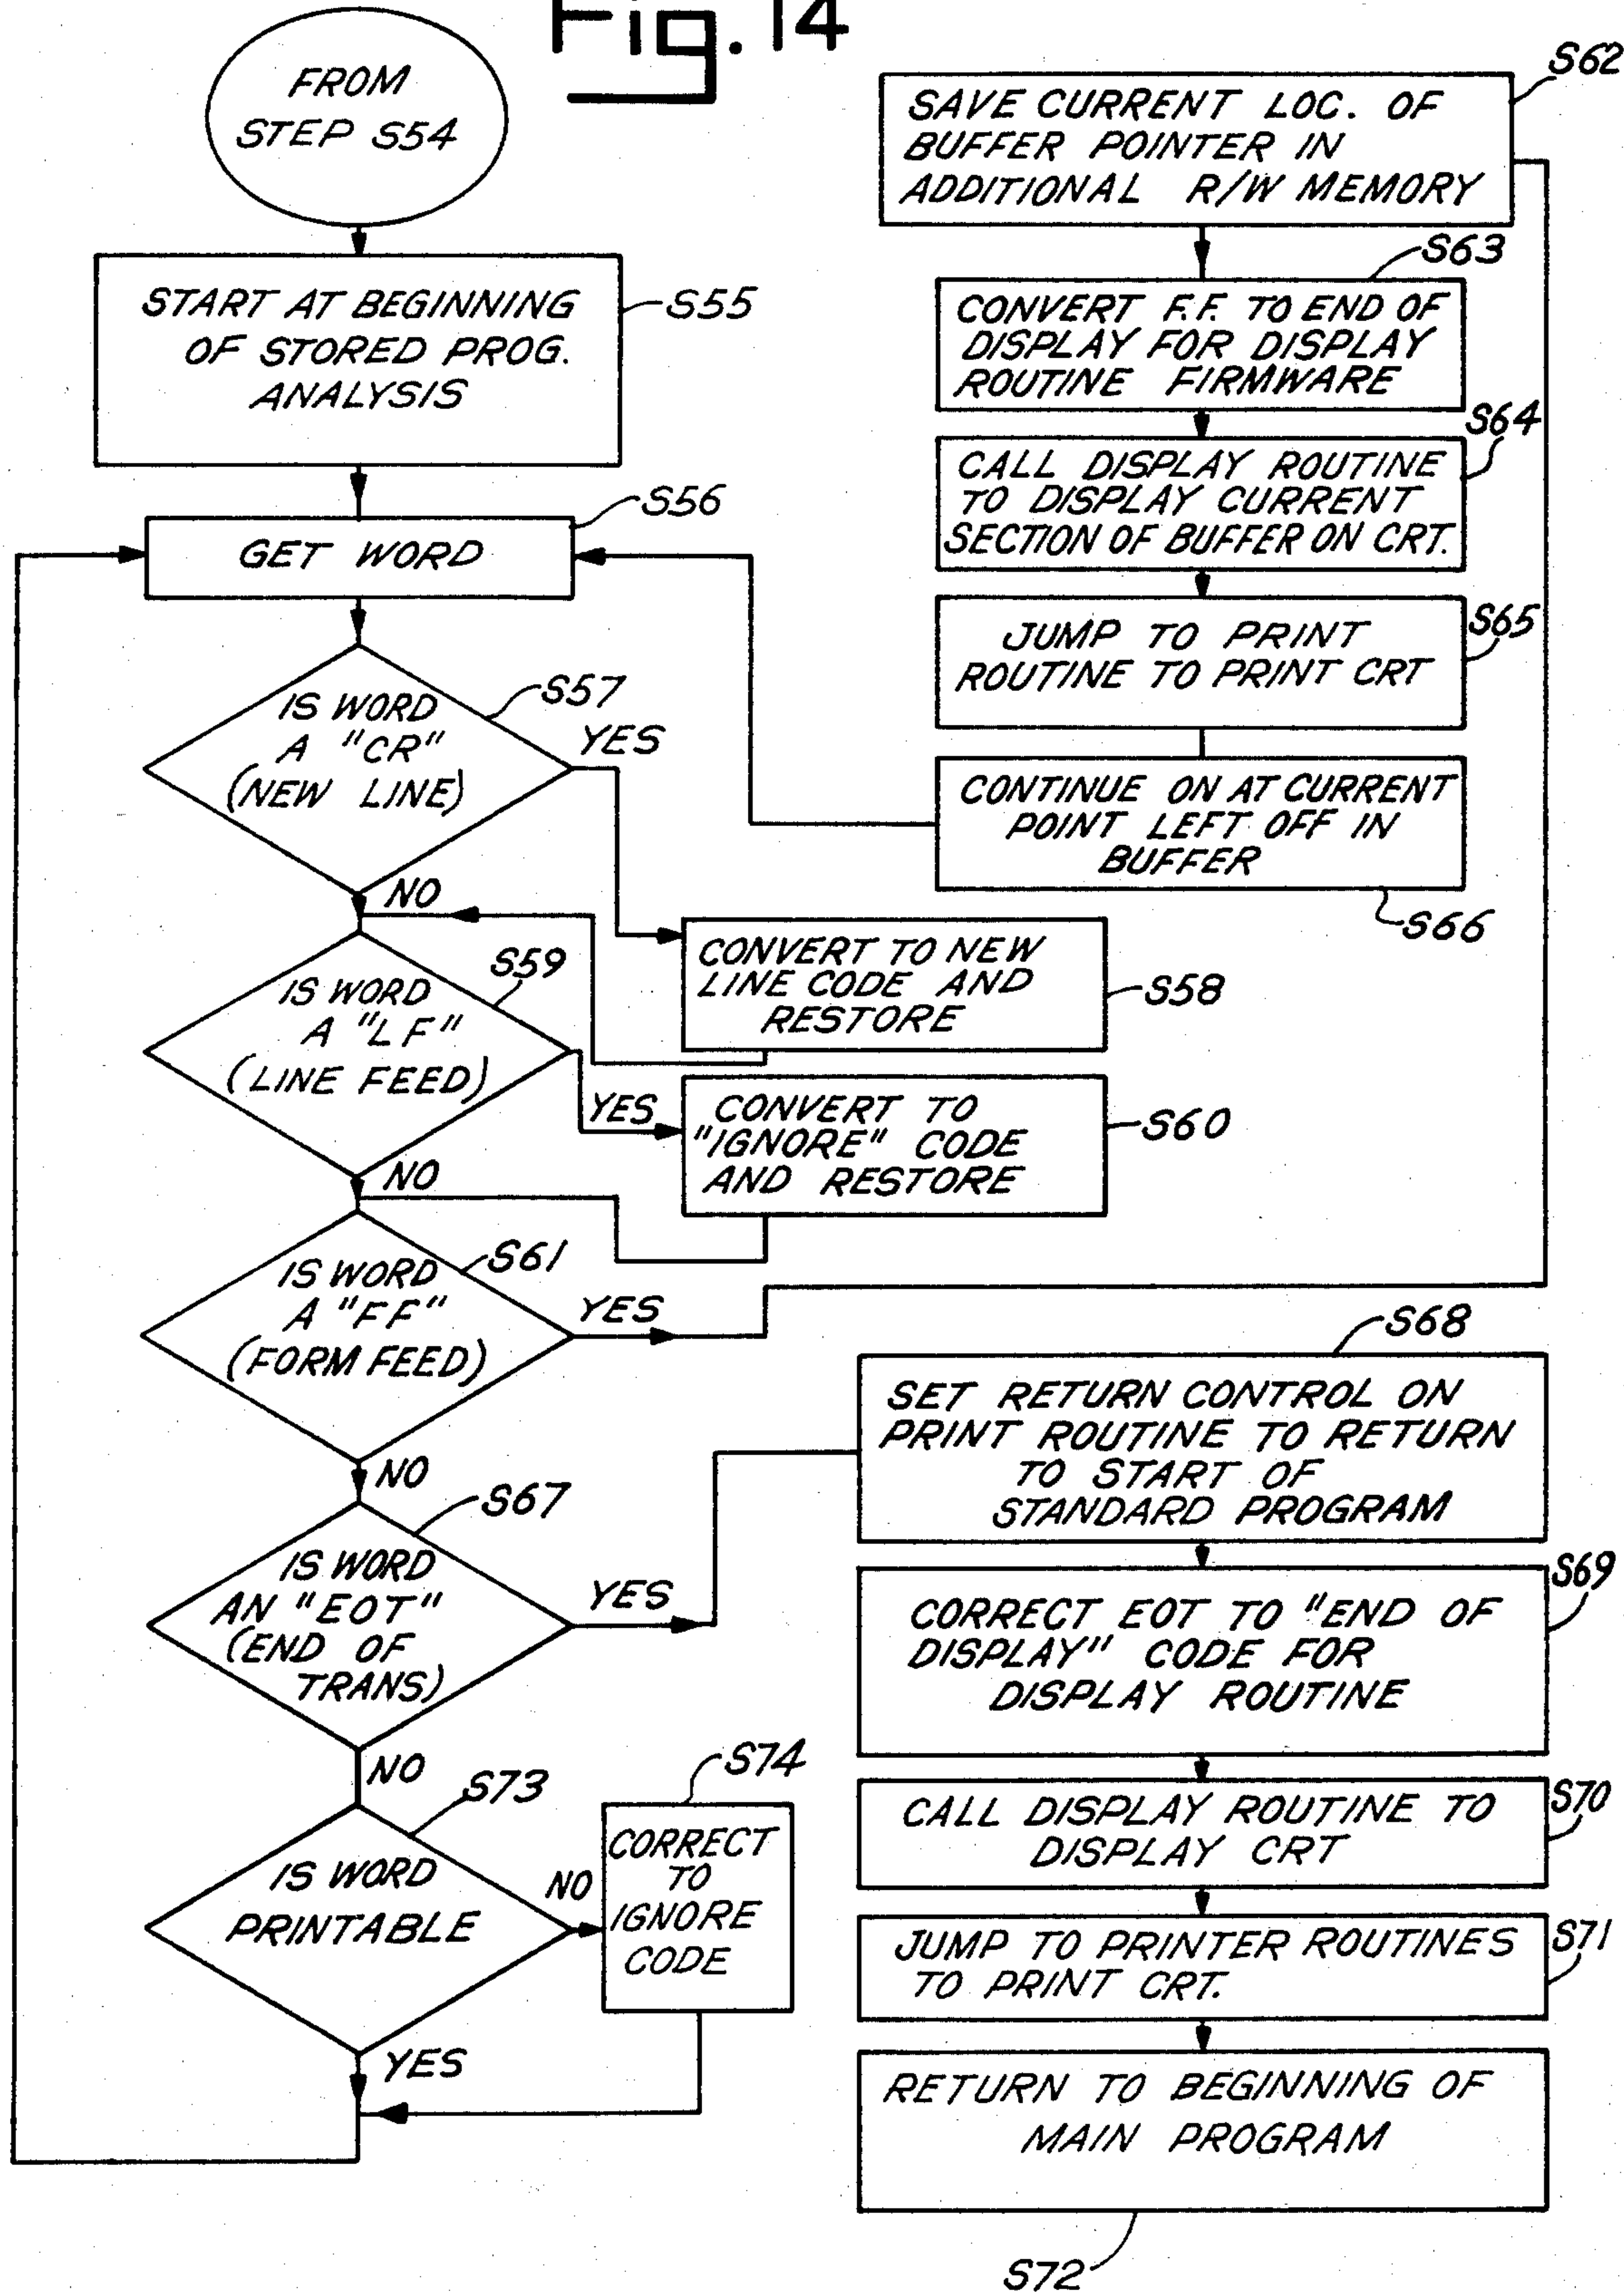 Fig. 14
FROM
STEP S54
START AT BEGINNING
OF STORED PROG.
ANALYSIS
S55
GET WORD
S56
IS WORD
A "CR"
(NEW LINE)
S57
YES
NO
CONVERT TO NEW
LINE CODE AND
RESTORE
S58
IS WORD
A "LF"
(LINE FEED)
S59
YES
NO
CONVERT TO
"IGNORE" CODE
AND RESTORE
S60
IS WORD
A "FF"
(FORM FEED)
S61
YES
NO
SAVE CURRENT LOC. OF
BUFFER POINTER IN
ADDITIONAL R/W MEMORY
S62
CONVERT F.F. TO END OF
DISPLAY FOR DISPLAY
ROUTINE FIRMWARE
S63
CALL DISPLAY ROUTINE
TO DISPLAY CURRENT
SECTION OF BUFFER ON CRT.
S64
JUMP TO PRINT
ROUTINE TO PRINT CRT
S65
CONTINUE ON AT CURRENT
POINT LEFT OFF IN
BUFFER
S66
IS WORD
AN "EOT"
(END OF
TRANS)
S67
YES
NO
SET RETURN CONTROL ON
PRINT ROUTINE TO RETURN
TO START OF
STANDARD PROGRAM
S68
CORRECT EOT TO "END OF
DISPLAY" CODE FOR
DISPLAY ROUTINE
S69
CALL DISPLAY ROUTINE TO
DISPLAY CRT
S70
JUMP TO PRINTER ROUTINES
TO PRINT CRT.
S71
RETURN TO BEGINNING OF
MAIN PROGRAM
S72
IS WORD
PRINTABLE
S73
NO
YES
CORRECT
TO
IGNORE
CODE
S74